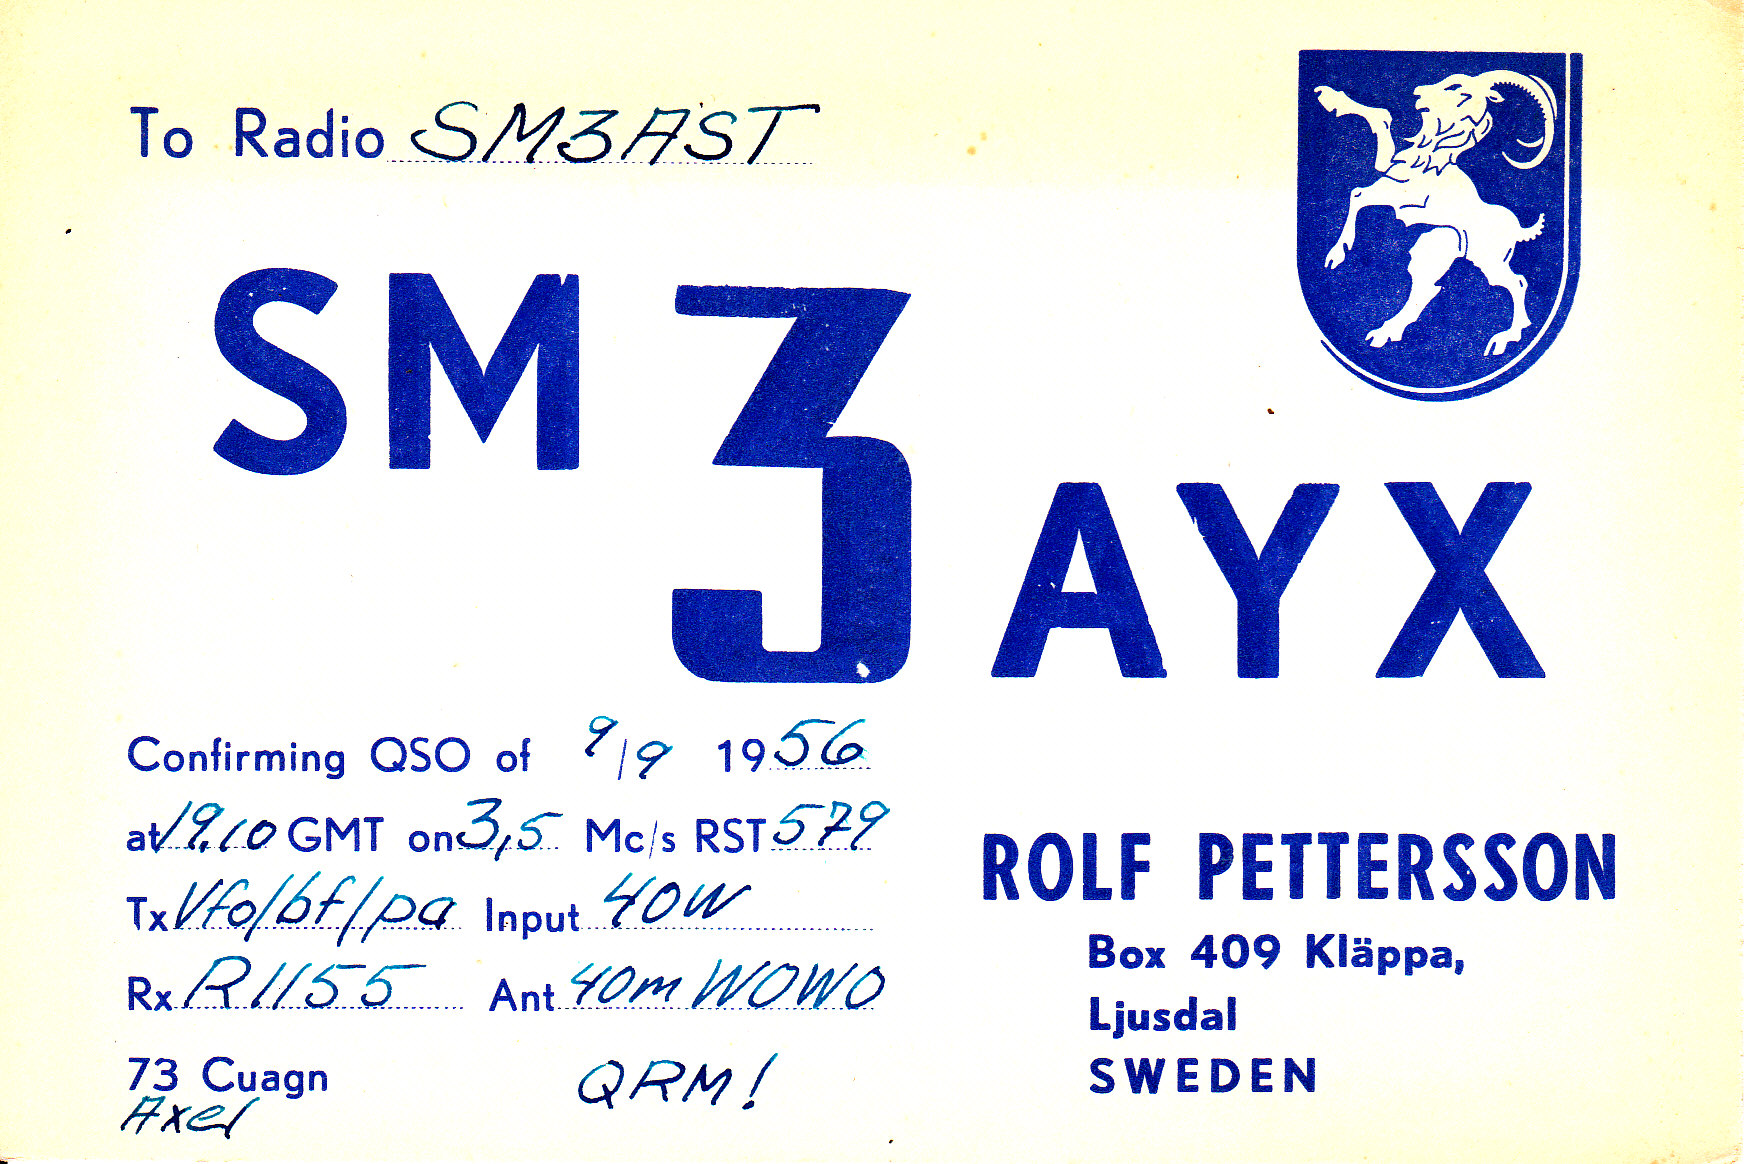 To Radio SM3AST
SM 3 AYX
Confirming QSO of 9/9 1956
at 19.10 GMT on 3,5 Mc/s RST 579
Tx Vfo/bf/pa Input 40W
Rx R1155 Ant 40m WOWO
73 Cuagn QRM!
Axel
ROLF PETTERSSON
Box 409 Kläppa,
Ljusdal
SWEDEN